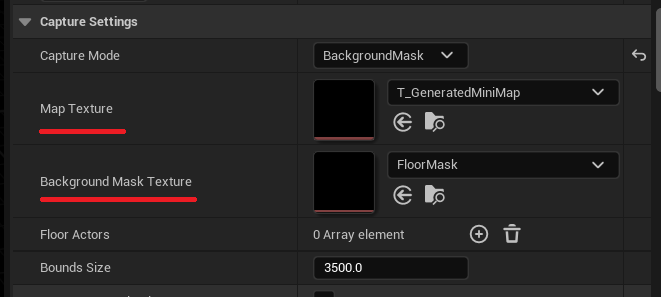 Capture Settings
Capture Mode
BackgroundMask
Map Texture
T_GeneratedMiniMap
Background Mask Texture
FloorMask
Floor Actors
0 Array element
Bounds Size
3500.0